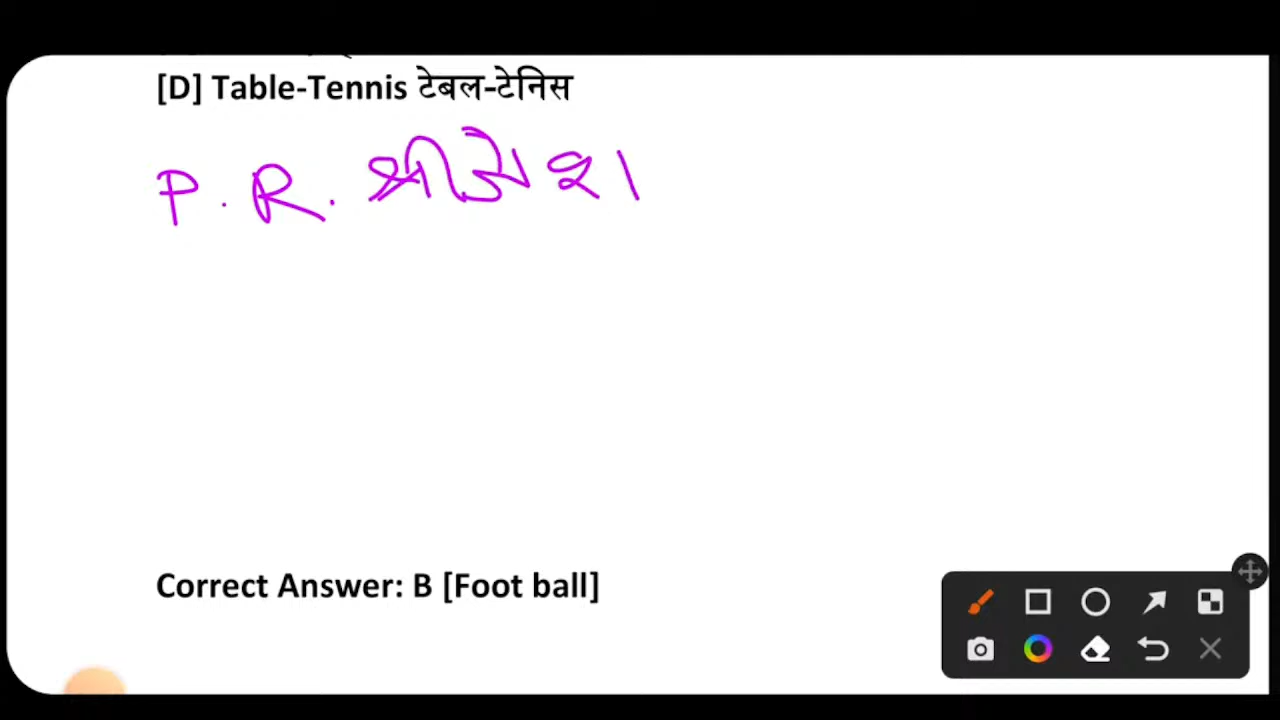 [D] Table-Tennis टेबल-टेनिस
P. R. श्रीजेश।
Correct Answer: B [Foot ball]